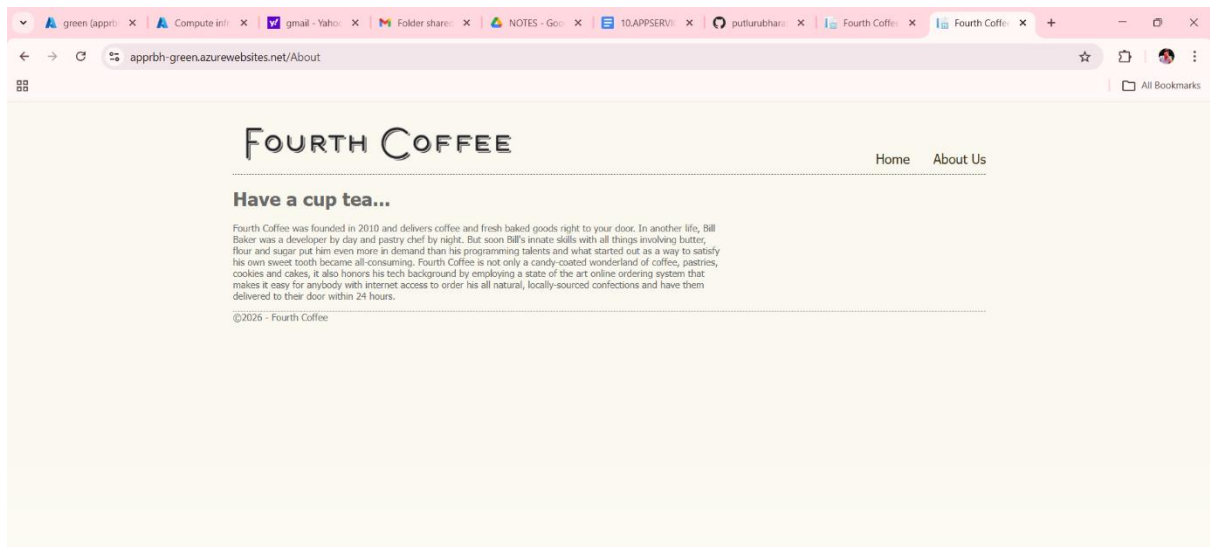 green (apprb
Compute infr
gmail - Yahoo
Folder shared
NOTES - Goo
10.APPSERVIC
putlurubhara
Fourth Coffee
Fourth Coffee
apprbh-green.azurewebsites.net/About
All Bookmarks
FOURTH COFFEE
Home About Us
Have a cup tea...
Fourth Coffee was founded in 2010 and delivers coffee and fresh baked goods right to your door. In another life, Bill
Baker was a developer by day and pastry chef by night. But soon Bill's innate skills with all things involving butter,
flour and sugar put him even more in demand than his programming talents and what started out as a way to satisfy
his own sweet tooth became all-consuming. Fourth Coffee is not only a candy-coated wonderland of coffee, pastries,
cookies and cakes, it also honors his tech background by employing a state of the art online ordering system that
makes it easy for anybody with internet access to order his all natural, locally-sourced confections and have them
delivered to their door within 24 hours.
©2026 - Fourth Coffee